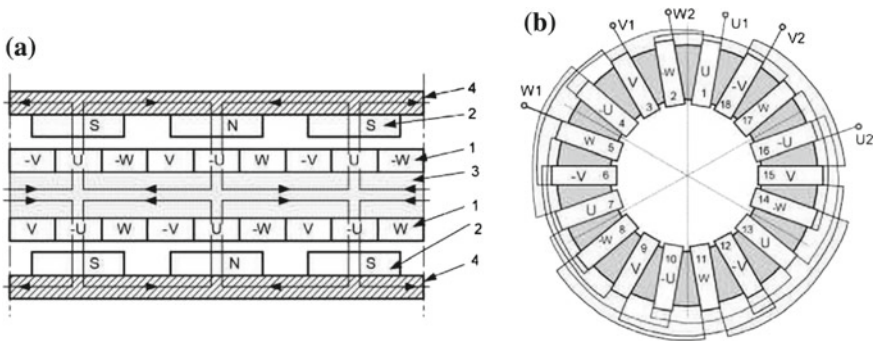 (a)
4
S N S
2
-V U -W V -U W -V U -W
1
3
V -U W -V U -W V -U W
1
S N S
2
4
(b)
V1 W2 U1 V2
W1 U2
U 1
-W 2
V 3
-U 4
W 5
-V 6
U 7
-W 8
V 9
-U 10
W 11
-V 12
U 13
-W 14
V 15
-U 16
W 17
-V 18